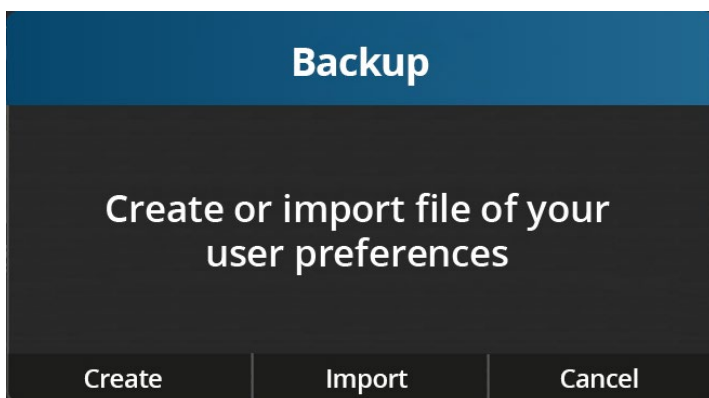 Backup
Create or import file of your
user preferences
Create
Import
Cancel